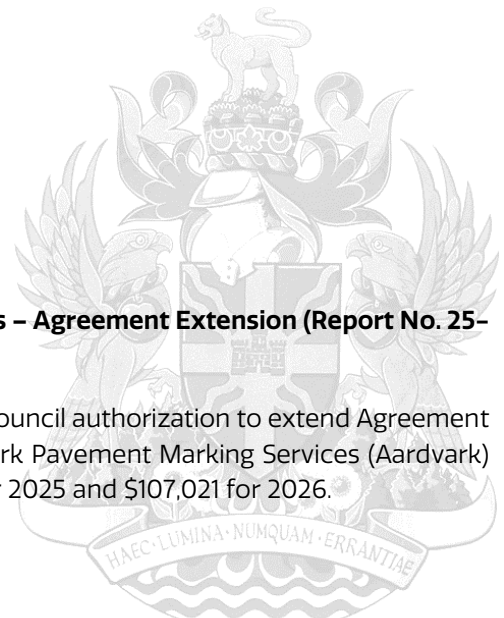 s – Agreement Extension (Report No. 25-
ouncil authorization to extend Agreement
rk Pavement Marking Services (Aardvark)
r 2025 and $107,021 for 2026.
HAEC·LUMINA·NUMQUAM·ERRANTIAE